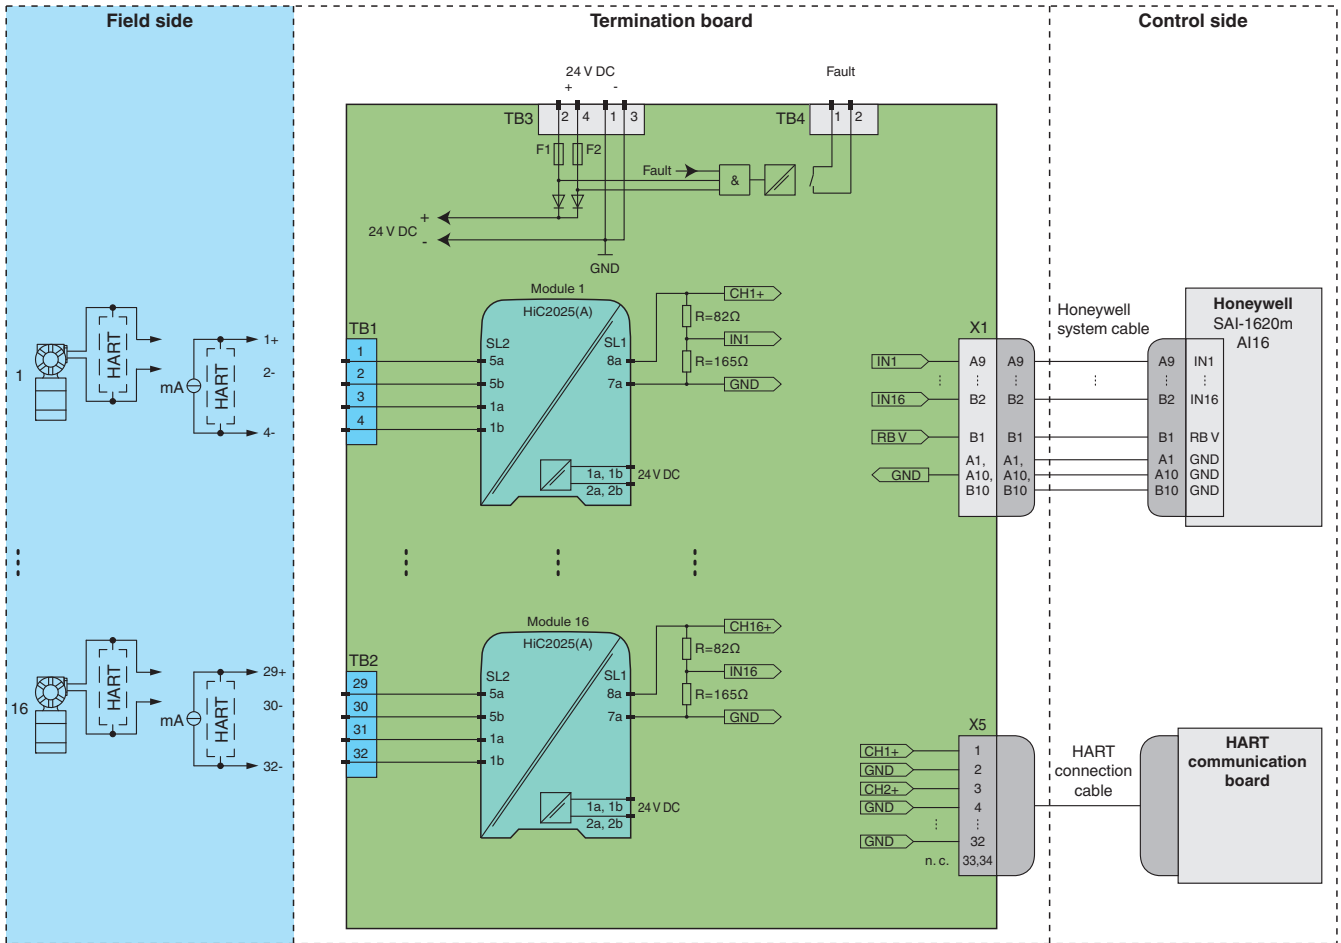 Field side
Termination board
Control side
24 V DC
+ -
Fault
TB3
2 4 1 3
TB4
1 2
F1
F2
Fault
&
+
24 V DC
-
GND
Module 1
HiC2025(A)
TB1
1
2
3
4
SL2
5a
5b
1a
1b
SL1
8a
7a
1a, 1b
2a, 2b
24 V DC
CH1+
R=82Ω
IN1
R=165Ω
GND
1
HART
mA
HART
1+
2-
4-
X1
IN1 A9 A9
⋮ ⋮ ⋮
IN16 B2 B2
RB V B1 B1
GND
A1, A1,
A10, A10,
B10 B10
Honeywell
system cable
...
Honeywell
SAI-1620m
AI16
A9 IN1
⋮ ⋮
B2 IN16
B1 RB V
A1 GND
A10 GND
B10 GND
Module 16
HiC2025(A)
TB2
29
30
31
32
SL2
5a
5b
1a
1b
SL1
8a
7a
1a, 1b
2a, 2b
24 V DC
CH16+
R=82Ω
IN16
R=165Ω
GND
16
HART
mA
HART
29+
30-
32-
X5
CH1+ 1
GND 2
CH2+ 3
GND 4
⋮ ⋮
GND 32
n. c. 33,34
HART
connection
cable
HART
communication
board